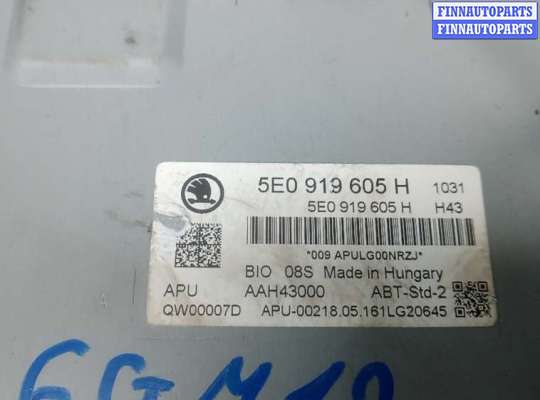 FINNAUTOPARTS
FINNAUTOPARTS
5E0 919 605 H 1031
5E0 919 605 H H43
*009 APULG00NRZJ*
BIO 08S Made in Hungary
APU AAH43000 ABT-Std-2
QW00007D APU-00218.05.161LG20645